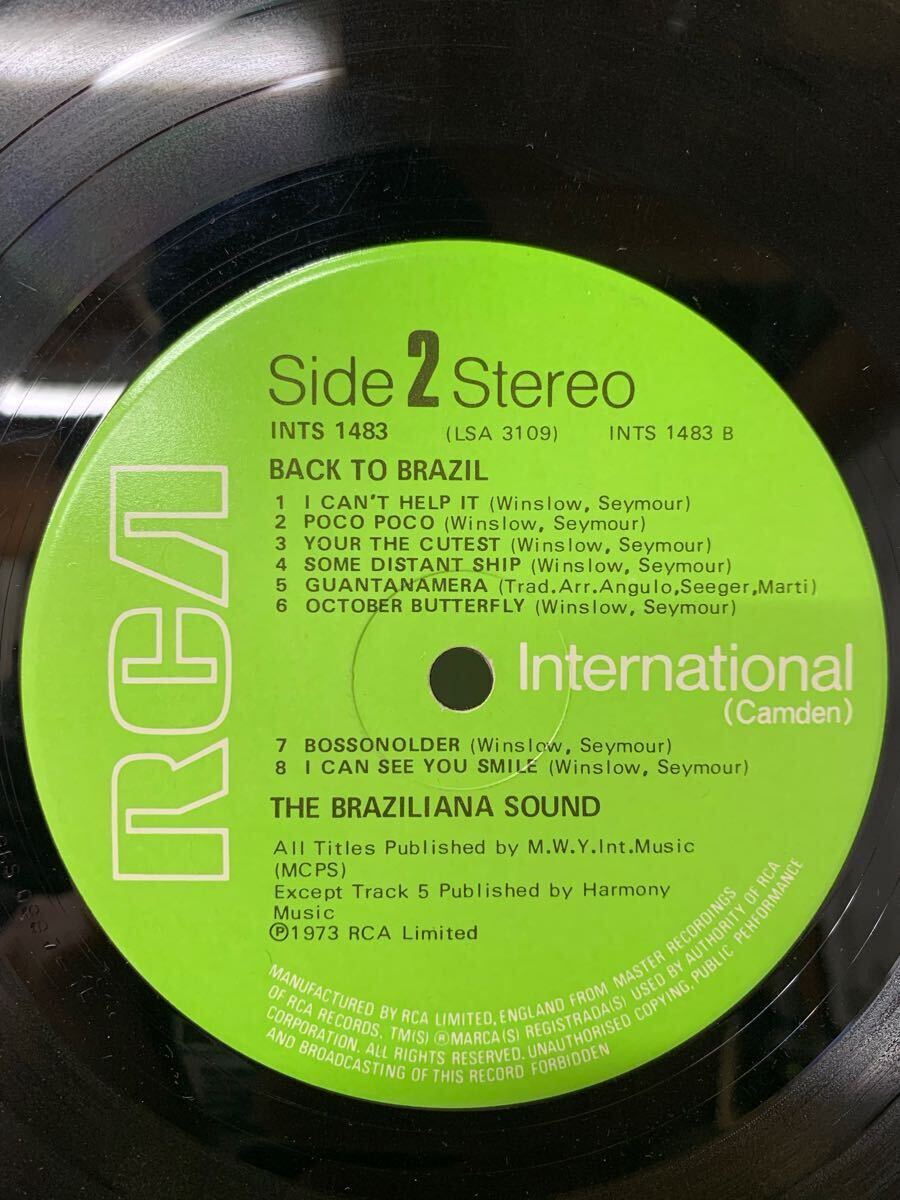 Side 2 Stereo
INTS 1483 (LSA 3109) INTS 1483 B
BACK TO BRAZIL
1 I CAN'T HELP IT (Winslow, Seymour)
2 POCO POCO (Winslow, Seymour)
3 YOUR THE CUTEST (Winslow, Seymour)
4 SOME DISTANT SHIP (Winslow, Seymour)
5 GUANTANAMERA (Trad.Arr.Angulo,Seeger,Marti)
6 OCTOBER BUTTERFLY (Winslow, Seymour)
RCA
International
(Camden)
7 BOSSONOLDER (Winslow, Seymour)
8 I CAN SEE YOU SMILE (Winslow, Seymour)
THE BRAZILIANA SOUND
All Titles Published by M.W.Y.Int.Music
(MCPS)
Except Track 5 Published by Harmony
Music
℗1973 RCA Limited
MANUFACTURED BY RCA LIMITED, ENGLAND FROM MASTER RECORDINGS
OF RCA RECORDS. TM(S) ® MARCA(S) REGISTRADA(S) USED BY AUTHORITY OF RCA
CORPORATION. ALL RIGHTS RESERVED. UNAUTHORISED COPYING, PUBLIC PERFORMANCE
AND BROADCASTING OF THIS RECORD FORBIDDEN